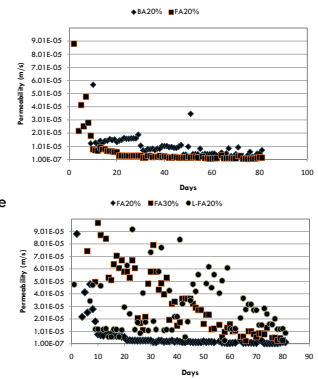 BA20% FA20%
9.01E-05
8.01E-05
7.01E-05
6.01E-05
5.01E-05
4.01E-05
3.01E-05
2.01E-05
1.01E-05
1.00E-07
Permeability (m/s)
0 20 40 60 80 100
Days
FA20% FA30% L-FA20%
9.01E-05
8.01E-05
7.01E-05
6.01E-05
5.01E-05
4.01E-05
3.01E-05
2.01E-05
1.01E-05
1.00E-07
Permeability (m/s)
0 10 20 30 40 50 60 70 80 90
Days